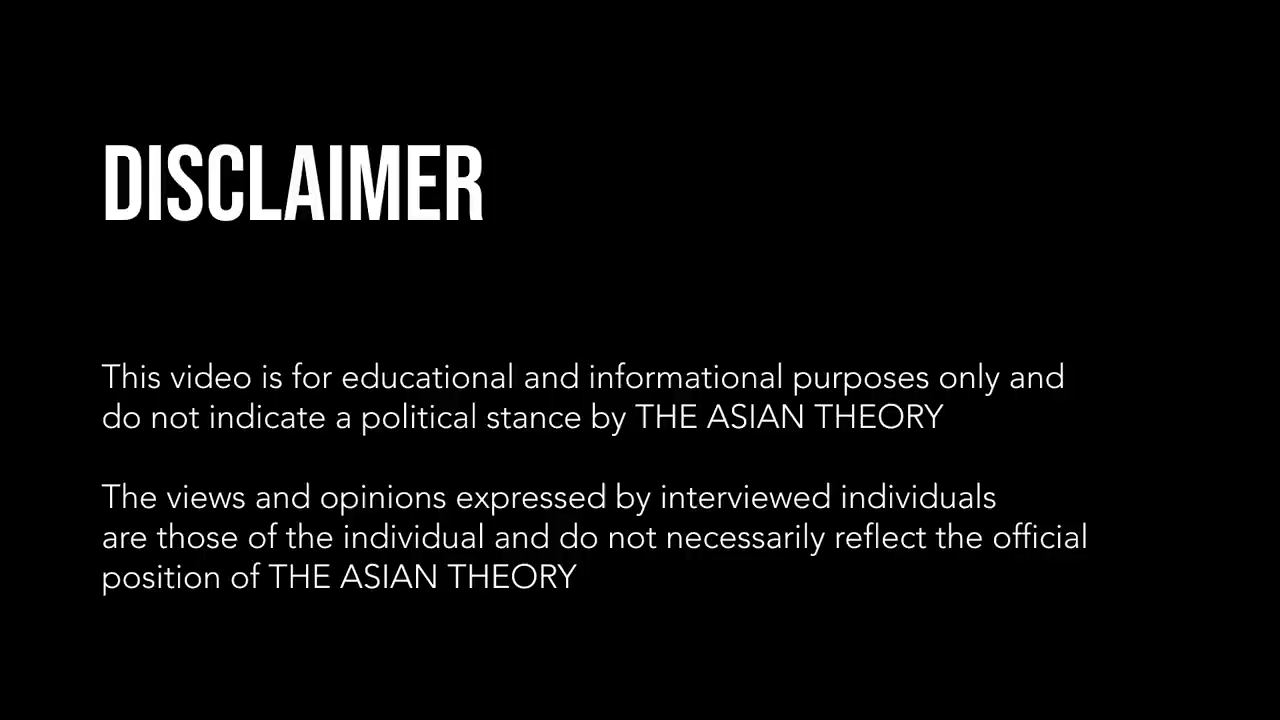 DISCLAIMER
This video is for educational and informational purposes only and
do not indicate a political stance by THE ASIAN THEORY
The views and opinions expressed by interviewed individuals
are those of the individual and do not necessarily reflect the official
position of THE ASIAN THEORY